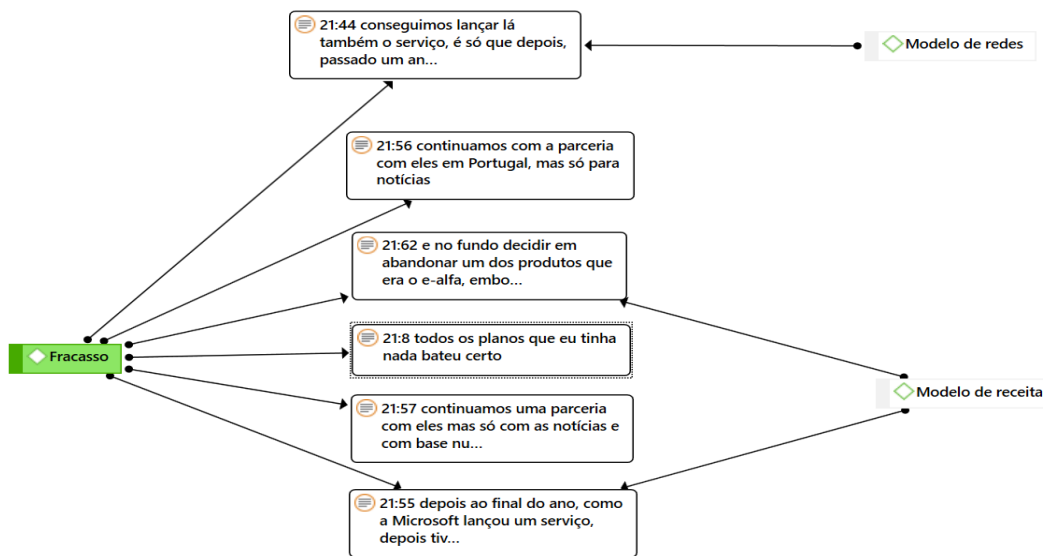 21:44 conseguimos lançar lá
também o serviço, é só que depois,
passado um an...
Modelo de redes
21:56 continuamos com a parceria
com eles em Portugal, mas só para
notícias
21:62 e no fundo decidir em
abandonar um dos produtos que
era o e-alfa, embo...
Fracasso
21:8 todos os planos que eu tinha
nada bateu certo
Modelo de receita
21:57 continuamos uma parceria
com eles mas só com as notícias e
com base nu...
21:55 depois ao final do ano, como
a Microsoft lançou um serviço,
depois tiv...